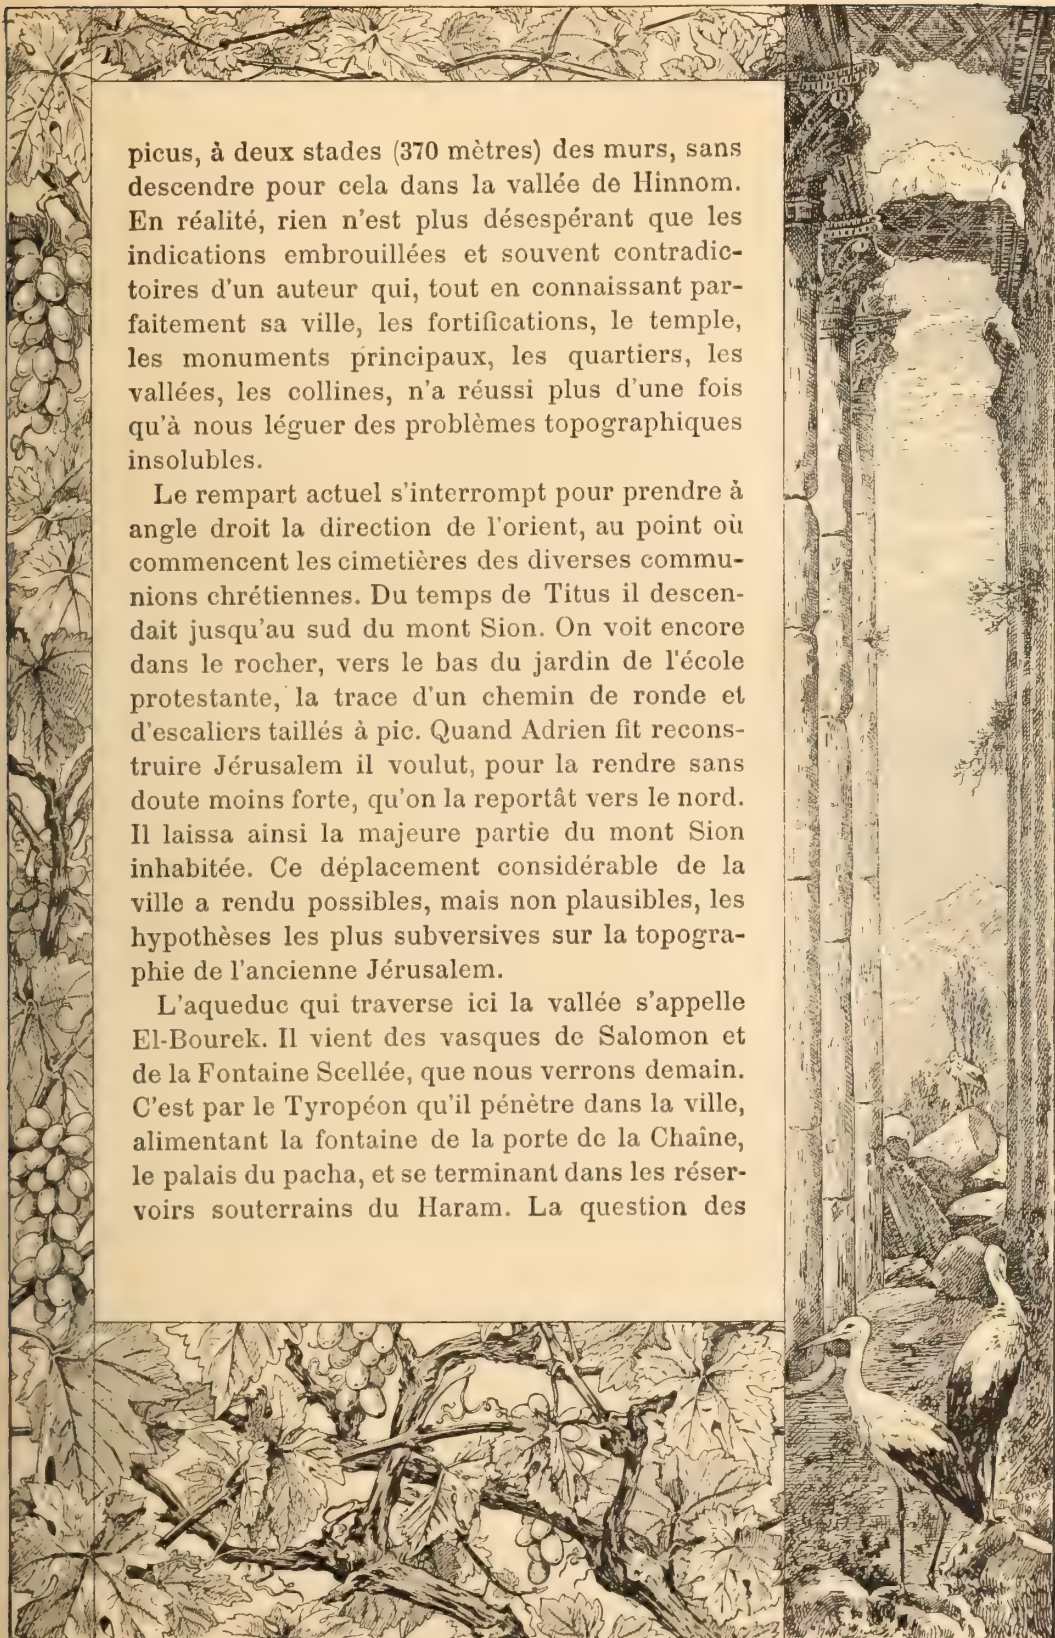 picus, à deux stades (370 mètres) des murs, sans
descendre pour cela dans la vallée de Hinnom.
En réalité, rien n'est plus désespérant que les
indications embrouillées et souvent contradic-
toires d'un auteur qui, tout en connaissant par-
faitement sa ville, les fortifications, le temple,
les monuments principaux, les quartiers, les
vallées, les collines, n'a réussi plus d'une fois
qu'à nous léguer des problèmes topographiques
insolubles.
Le rempart actuel s'interrompt pour prendre à
angle droit la direction de l'orient, au point où
commencent les cimetières des diverses commu-
nions chrétiennes. Du temps de Titus il descen-
dait jusqu'au sud du mont Sion. On voit encore
dans le rocher, vers le bas du jardin de l'école
protestante, la trace d'un chemin de ronde et
d'escaliers taillés à pic. Quand Adrien fit recons-
truire Jérusalem il voulut, pour la rendre sans
doute moins forte, qu'on la reportât vers le nord.
Il laissa ainsi la majeure partie du mont Sion
inhabitée. Ce déplacement considérable de la
ville a rendu possibles, mais non plausibles, les
hypothèses les plus subversives sur la topogra-
phie de l'ancienne Jérusalem.
L'aqueduc qui traverse ici la vallée s'appelle
El-Bourek. Il vient des vasques de Salomon et
de la Fontaine Scellée, que nous verrons demain.
C'est par le Tyropéon qu'il pénètre dans la ville,
alimentant la fontaine de la porte de la Chaîne,
le palais du pacha, et se terminant dans les réser-
voirs souterrains du Haram. La question des